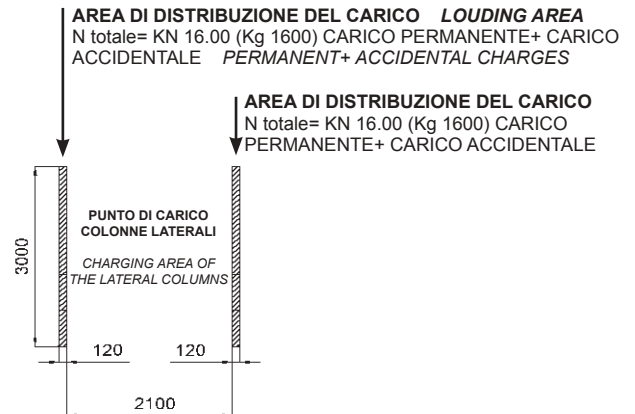 AREA DI DISTRIBUZIONE DEL CARICO LOUDING AREA
N totale= KN 16.00 (Kg 1600) CARICO PERMANENTE+ CARICO
ACCIDENTALE PERMANENT+ ACCIDENTAL CHARGES
AREA DI DISTRIBUZIONE DEL CARICO
N totale= KN 16.00 (Kg 1600) CARICO
PERMANENTE+ CARICO ACCIDENTALE
PUNTO DI CARICO
COLONNE LATERALI
CHARGING AREA OF
THE LATERAL COLUMNS
3000
120
120
2100